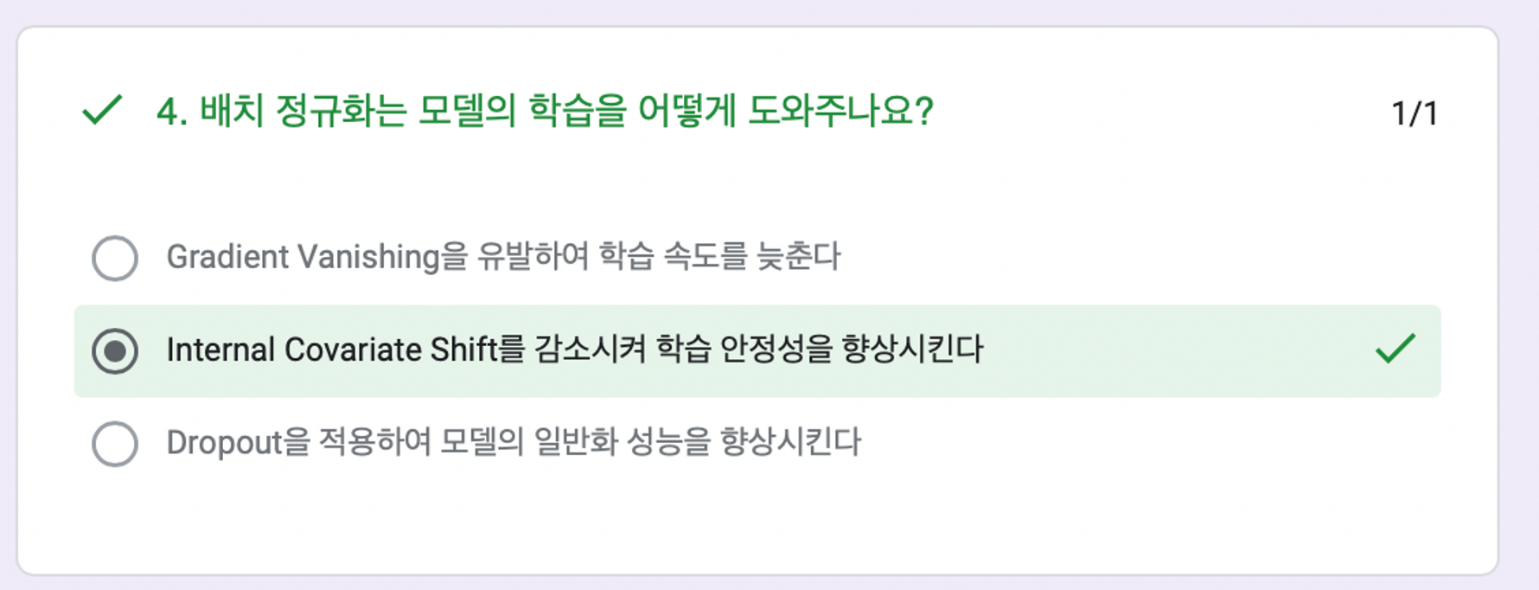 4. 배치 정규화는 모델의 학습을 어떻게 도와주나요?
1/1
Gradient Vanishing을 유발하여 학습 속도를 늦춘다
Internal Covariate Shift를 감소시켜 학습 안정성을 향상시킨다
Dropout을 적용하여 모델의 일반화 성능을 향상시킨다